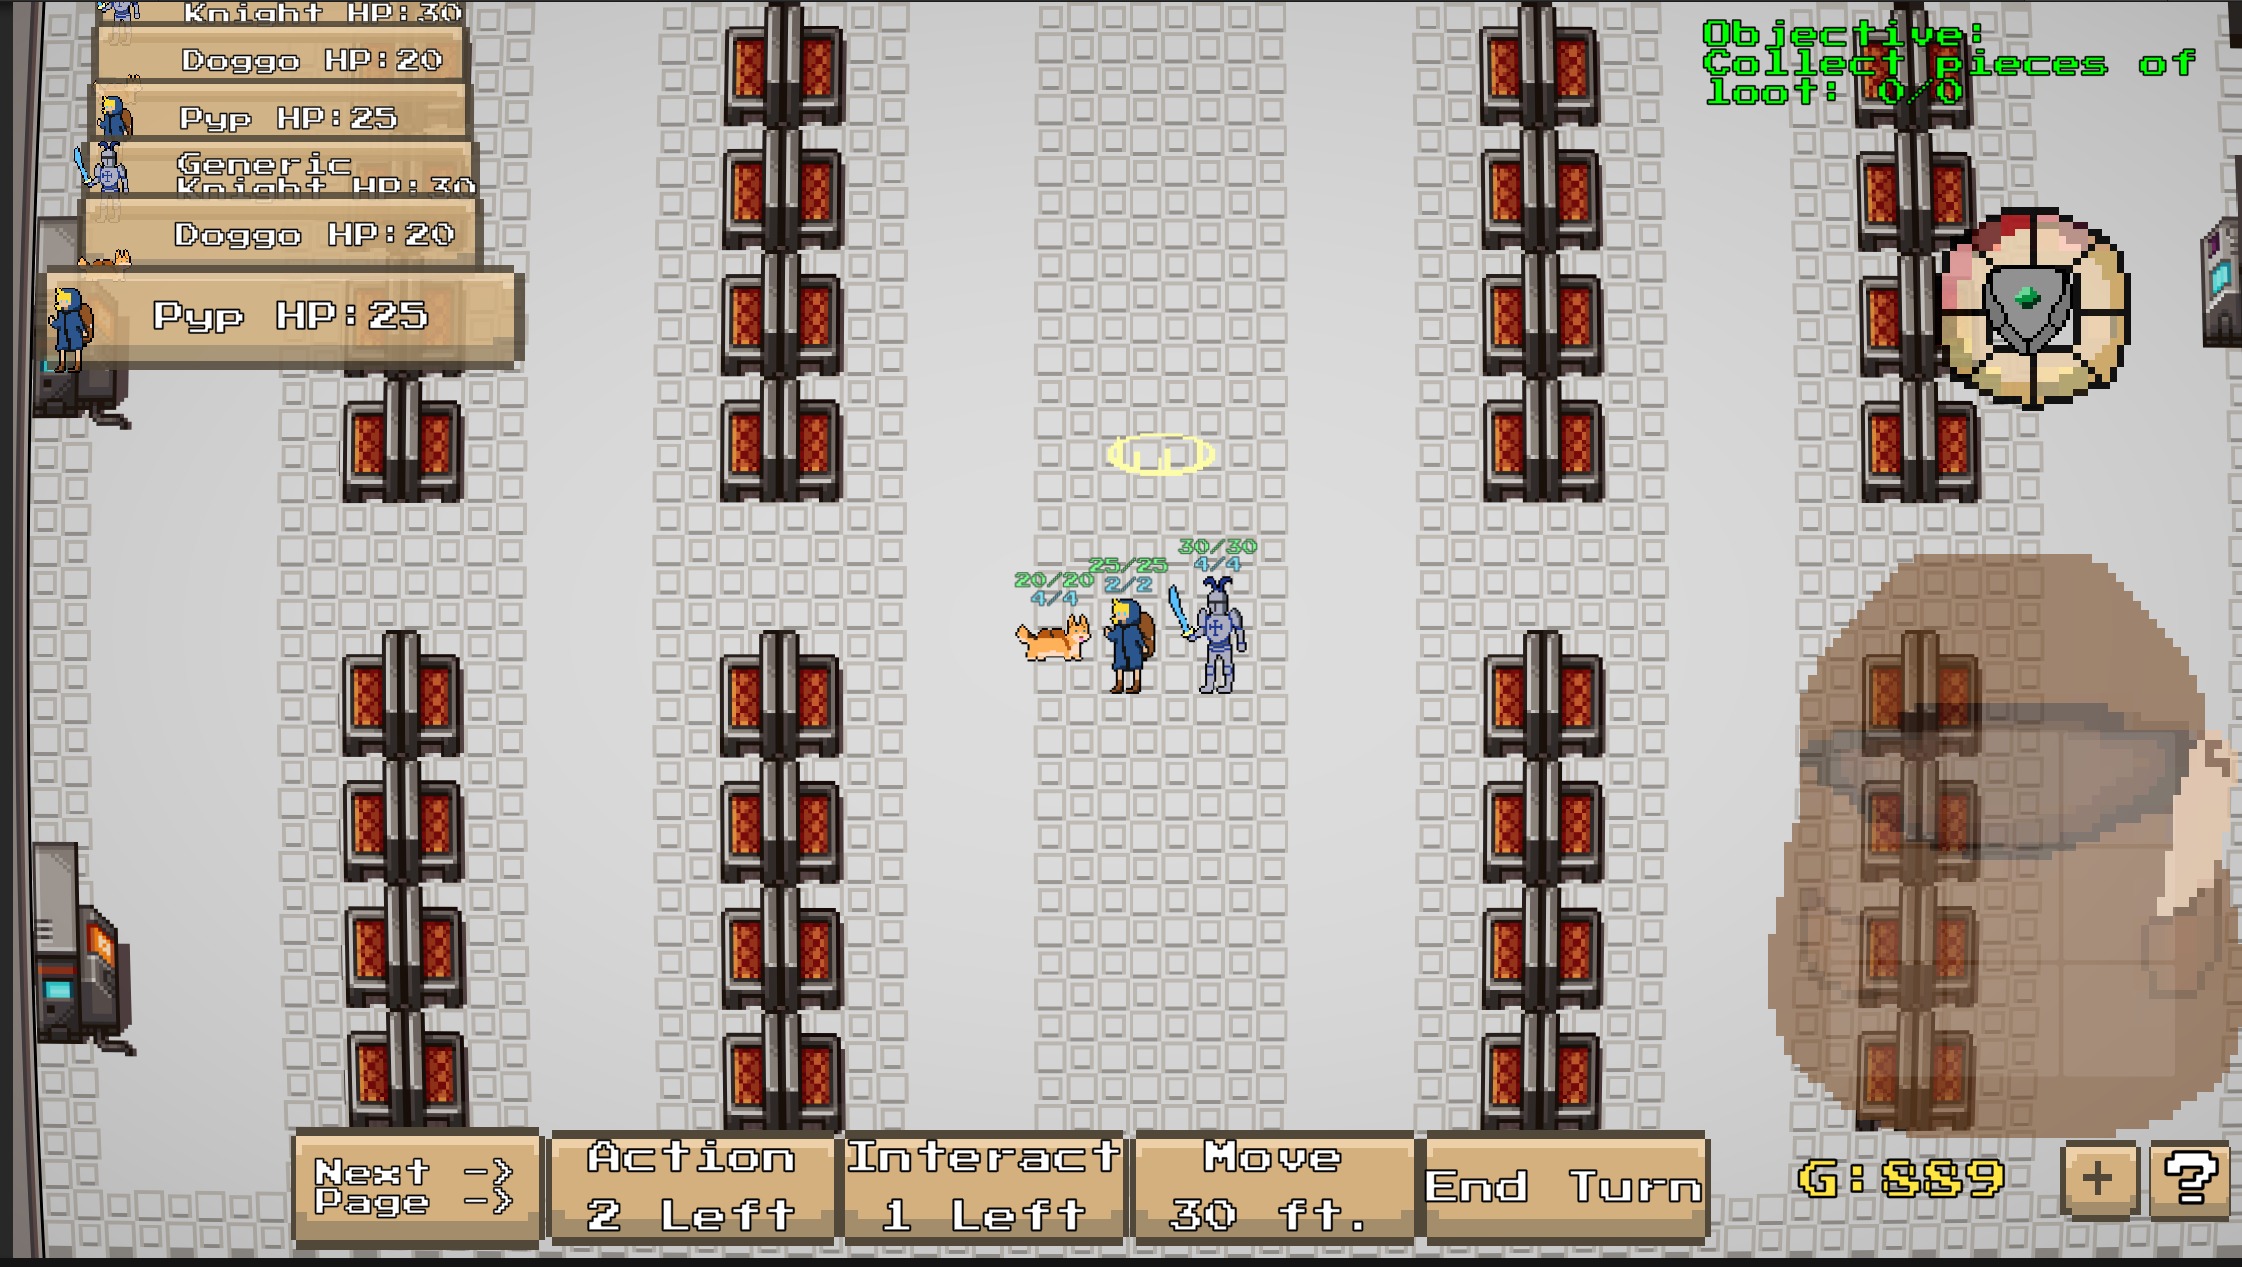 Knight HP:30
Doggo HP:20
Pyp HP:25
Generic
Knight HP:30
Doggo HP:20
Pyp HP:25
Objective:
Collect pieces of
loot: 0/0
30/30
4/4
25/25
2/2
20/20
4/4
Next ->
Page ->
Action
2 Left
Interact
1 Left
Move
30 ft.
End Turn
G:889
+
?